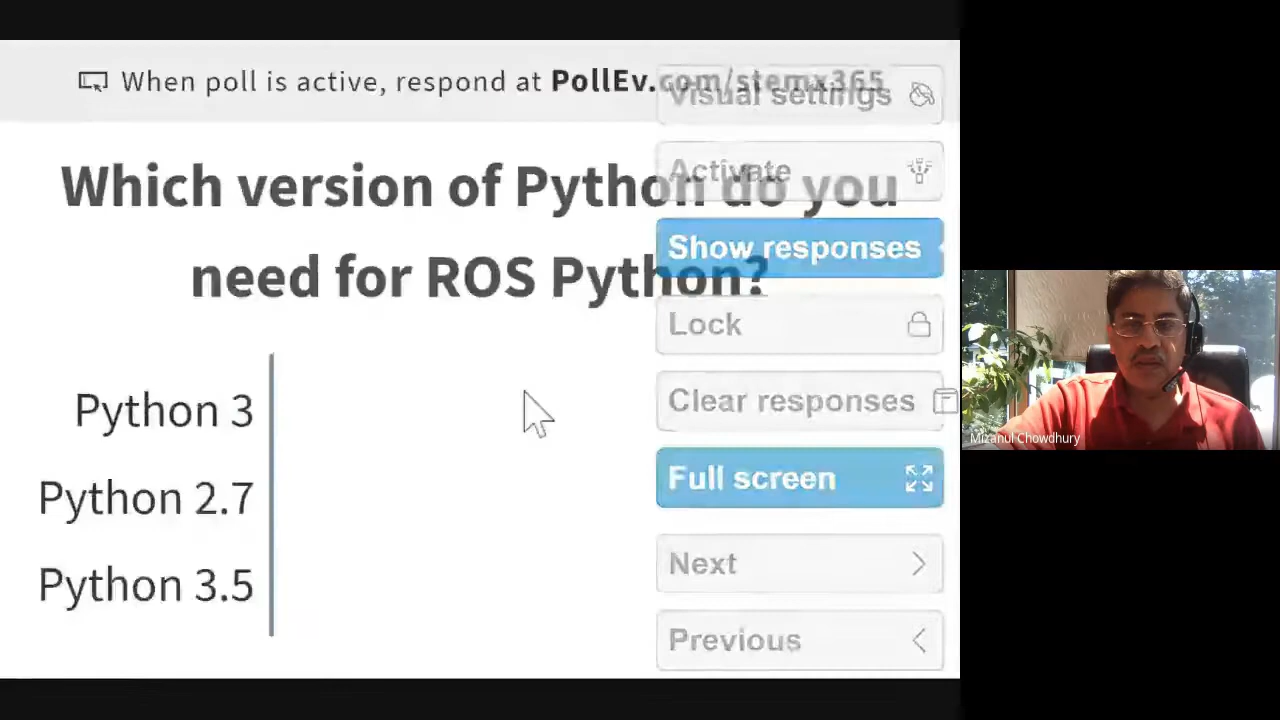 When poll is active, respond at PollEv.com/stemx365
Visual settings
Which version of Python do you
Activate
need for ROS Python?
Show responses
Lock
Python 3
Clear responses
Mizanul Chowdhury
Python 2.7
Full screen
Python 3.5
Next
Previous